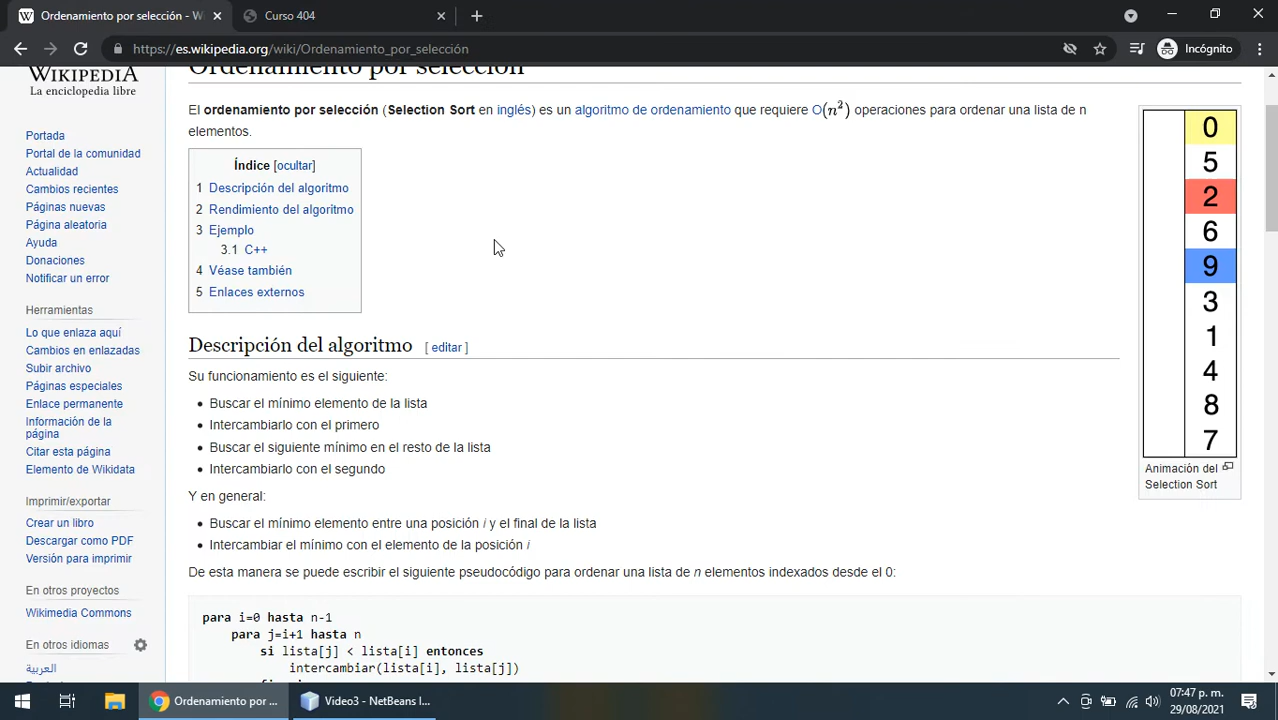 Ordenamiento por selección - W
Curso 404
https://es.wikipedia.org/wiki/Ordenamiento_por_selección
Incógnito
WIKIPEDIA
La enciclopedia libre
Portada
Portal de la comunidad
Actualidad
Cambios recientes
Páginas nuevas
Página aleatoria
Ayuda
Donaciones
Notificar un error
Herramientas
Lo que enlaza aquí
Cambios en enlazadas
Subir archivo
Páginas especiales
Enlace permanente
Información de la
página
Citar esta página
Elemento de Wikidata
Imprimir/exportar
Crear un libro
Descargar como PDF
Versión para imprimir
En otros proyectos
Wikimedia Commons
En otros idiomas
العربية
Ordenamiento por selección
El ordenamiento por selección (Selection Sort en inglés) es un algoritmo de ordenamiento que requiere O(n²) operaciones para ordenar una lista de n
elementos.
Índice [ocultar]
1 Descripción del algoritmo
2 Rendimiento del algoritmo
3 Ejemplo
3.1 C++
4 Véase también
5 Enlaces externos
Descripción del algoritmo [ editar ]
Su funcionamiento es el siguiente:
• Buscar el mínimo elemento de la lista
• Intercambiarlo con el primero
• Buscar el siguiente mínimo en el resto de la lista
• Intercambiarlo con el segundo
Y en general:
• Buscar el mínimo elemento entre una posición i y el final de la lista
• Intercambiar el mínimo con el elemento de la posición i
De esta manera se puede escribir el siguiente pseudocódigo para ordenar una lista de n elementos indexados desde el 0:
para i=0 hasta n-1
para j=i+1 hasta n
si lista[j] < lista[i] entonces
intercambiar(lista[i], lista[j])
0
5
2
6
9
3
1
4
8
7
Animación del
Selection Sort
Ordenamiento por ...
Video3 - NetBeans I...
07:47 p. m.
29/08/2021